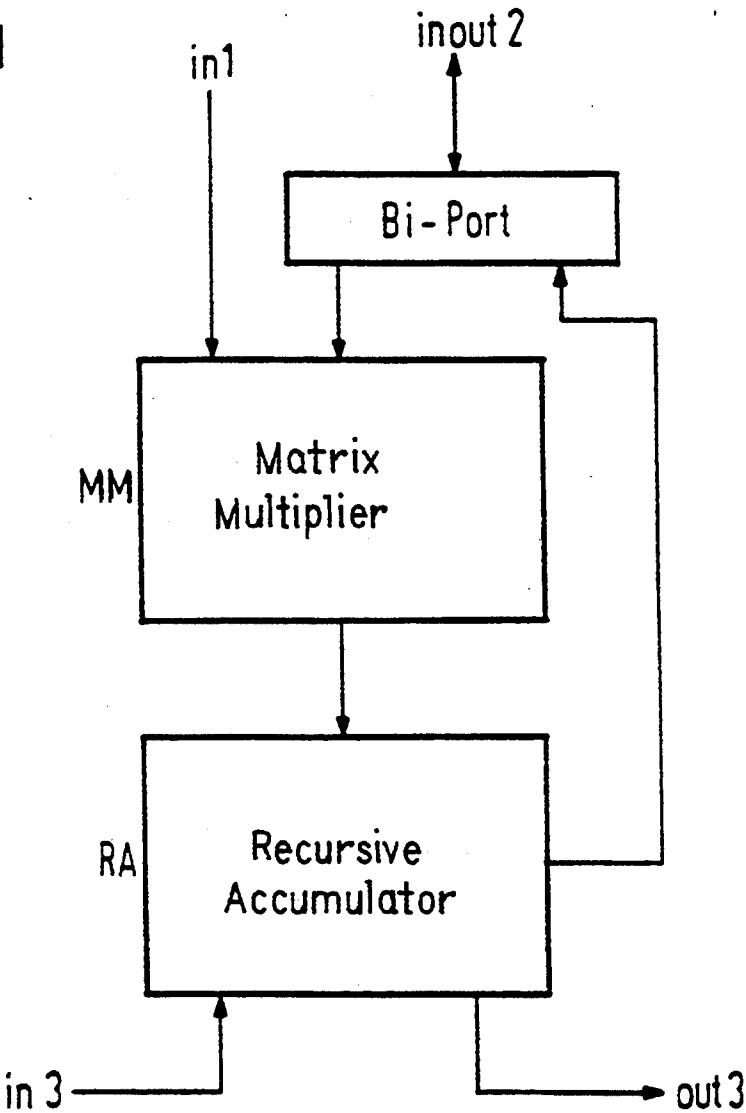 inout 2
in1
Bi-Port
Matrix
MM
Multiplier
Recursive
RA
Accumulator
in 3
out3